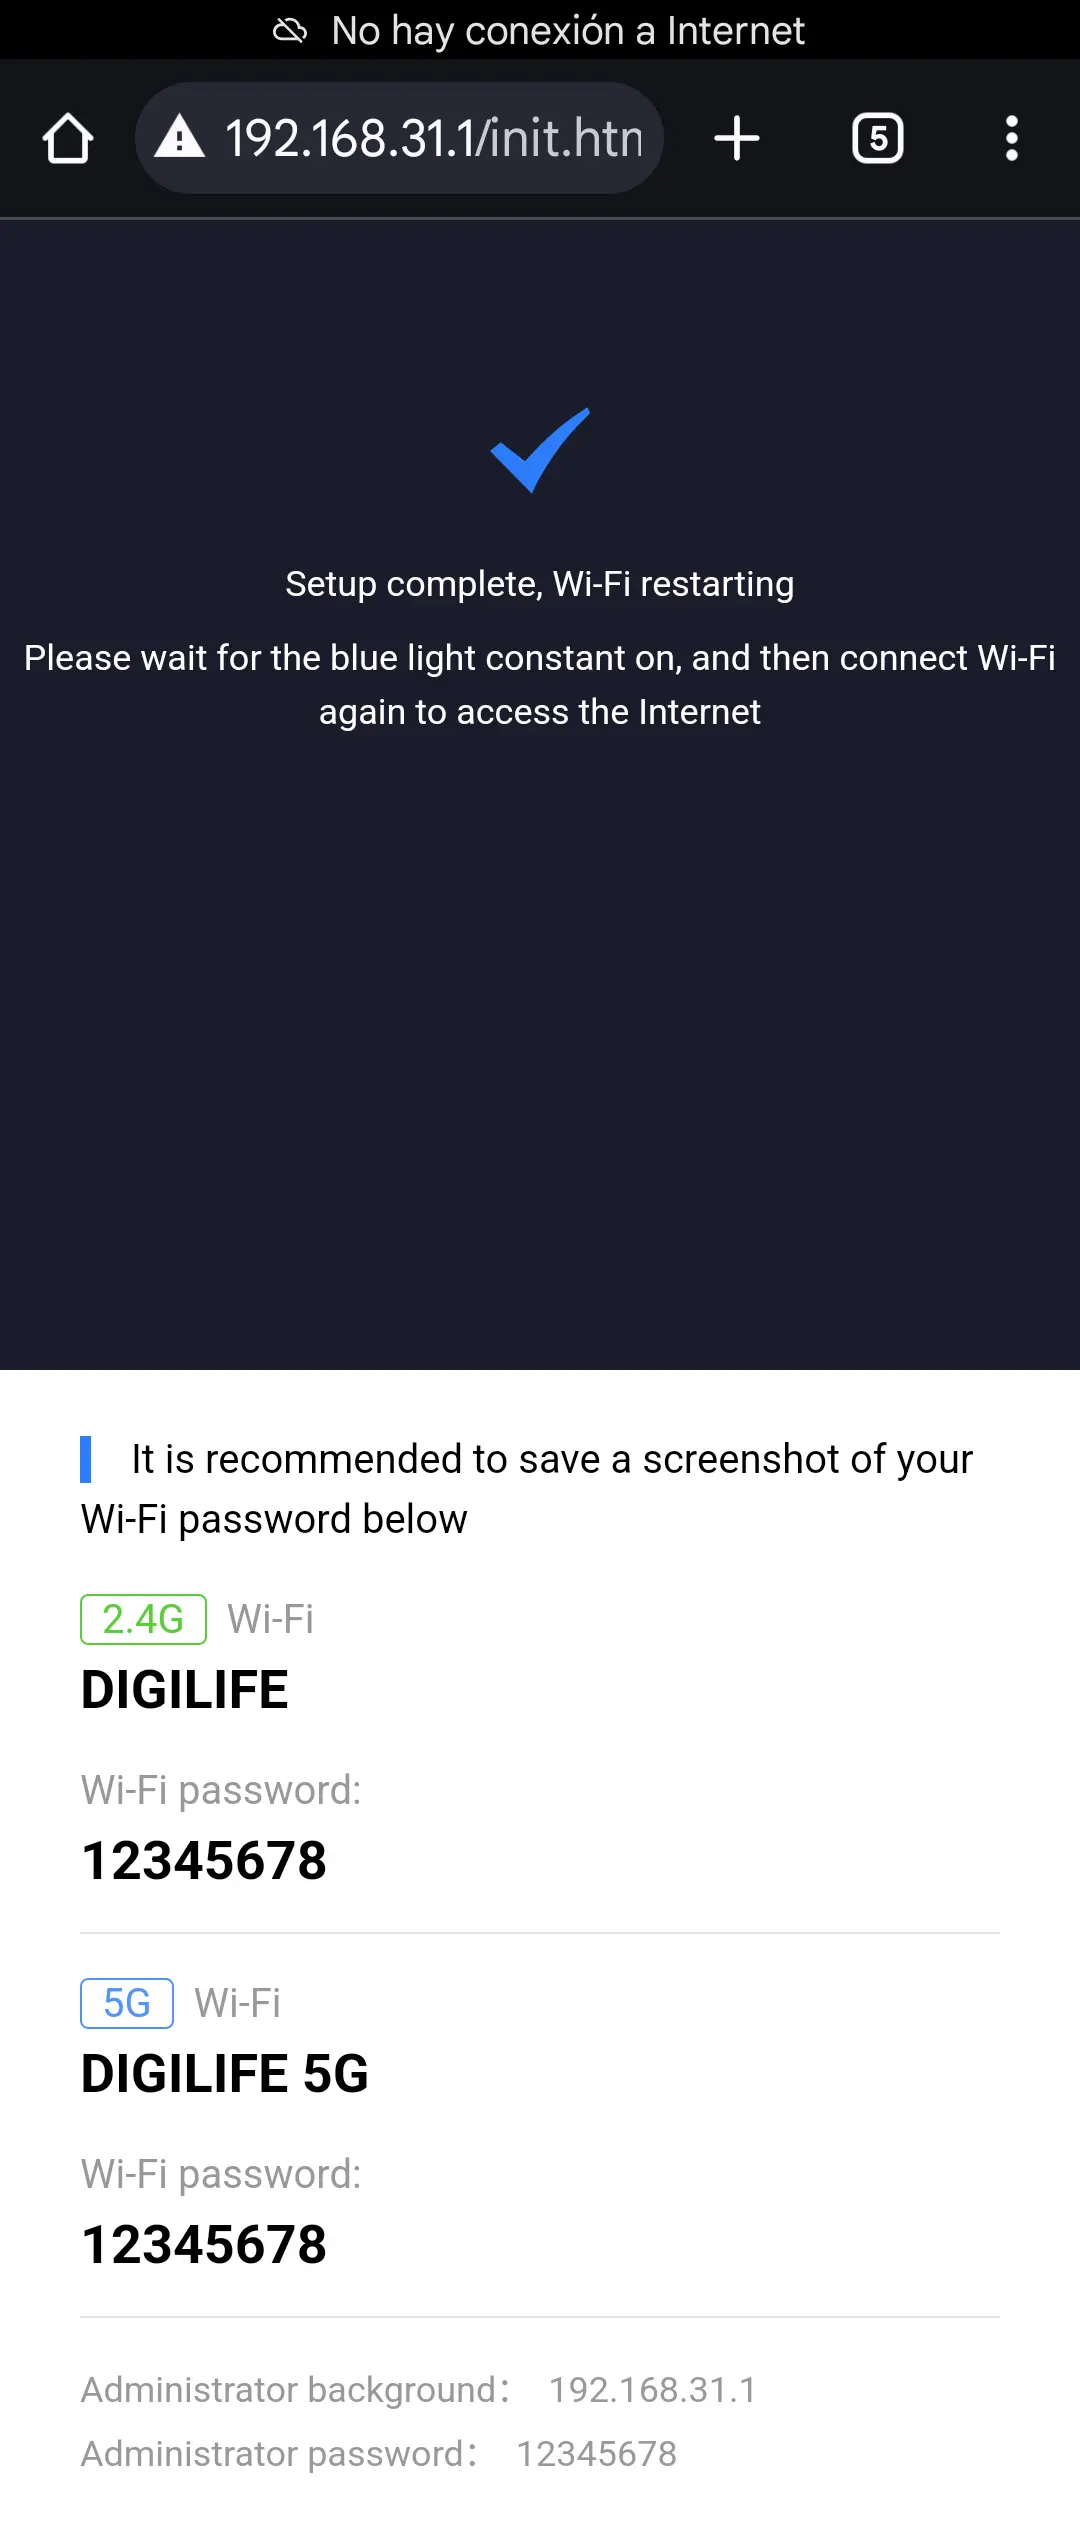 No hay conexión a Internet
192.168.31.1/init.htm
5
Setup complete, Wi-Fi restarting
Please wait for the blue light constant on, and then connect Wi-Fi
again to access the Internet
It is recommended to save a screenshot of your
Wi-Fi password below
2.4G Wi-Fi
DIGILIFE
Wi-Fi password:
12345678
5G Wi-Fi
DIGILIFE 5G
Wi-Fi password:
12345678
Administrator background： 192.168.31.1
Administrator password： 12345678